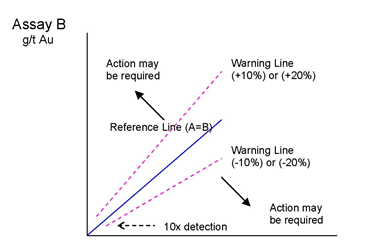 Assay B
g/t Au
Action may
be required
Warning Line
(+10%) or (+20%)
Reference Line (A=B)
Warning Line
(-10%) or (-20%)
Action may
be required
10x detection